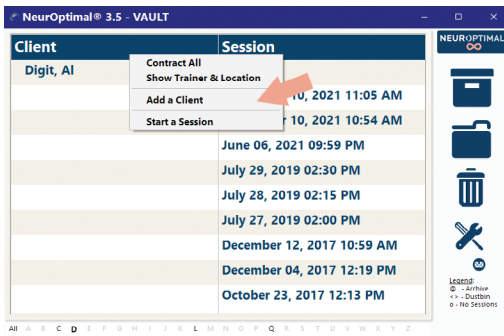 NeurOptimal® 3.5 - VAULT
NEUROPTIMAL
Client Session
Digit, Al
Contract All
Show Trainer & Location
Add a Client
Start a Session
10, 2021 11:05 AM
10, 2021 10:54 AM
June 06, 2021 09:59 PM
July 29, 2019 02:30 PM
July 28, 2019 02:15 PM
July 27, 2019 02:00 PM
December 12, 2017 10:59 AM
December 04, 2017 12:19 PM
October 23, 2017 12:13 PM
Legend:
@ - Archive
<> - Dustbin
o - No Sessions
All A B C D E F G H I J K L M N O P Q R S T U V W X Y Z